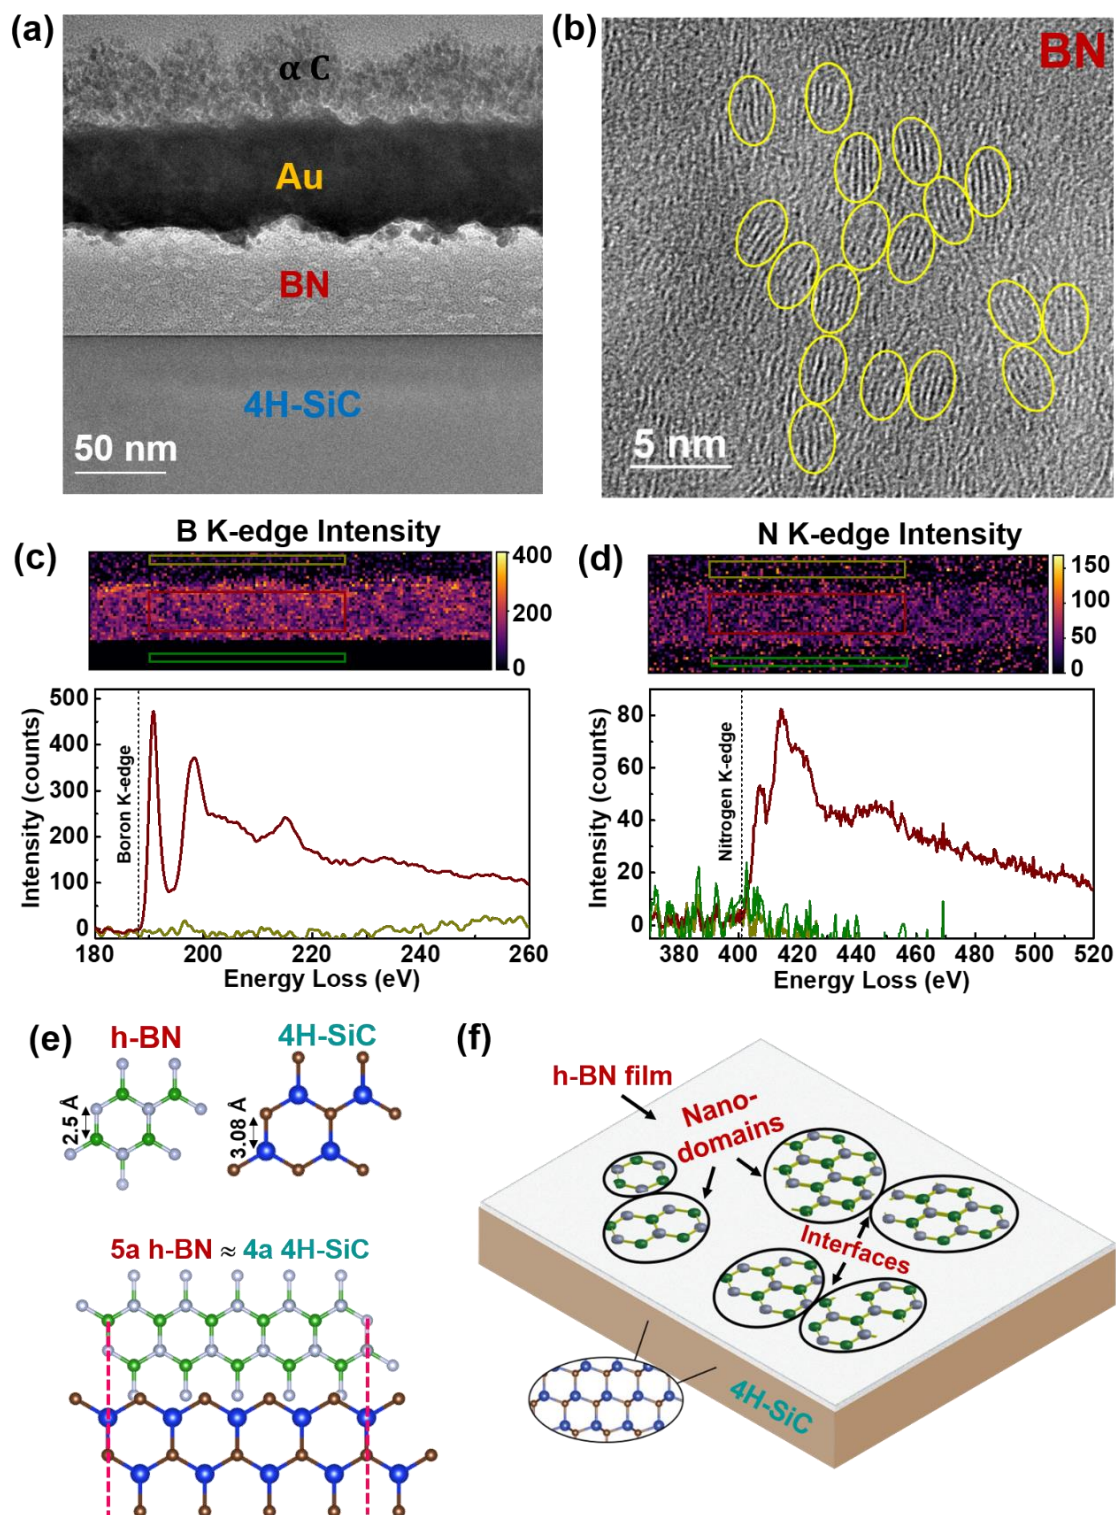 (a)
α C
Au
BN
4H-SiC
50 nm
(b)
BN
5 nm
(c)
B K-edge Intensity
400
200
0
500
400
300
200
100
0
Intensity (counts)
Boron K-edge
180 200 220 240 260
Energy Loss (eV)
(d)
N K-edge Intensity
150
100
50
0
80
60
40
20
0
Intensity (counts)
Nitrogen K-edge
380 400 420 440 460 480 500 520
Energy Loss (eV)
(e)
h-BN
4H-SiC
2.5 Å
3.08 Å
5a h-BN ≈ 4a 4H-SiC
(f)
h-BN film
Nano-
domains
Interfaces
4H-SiC